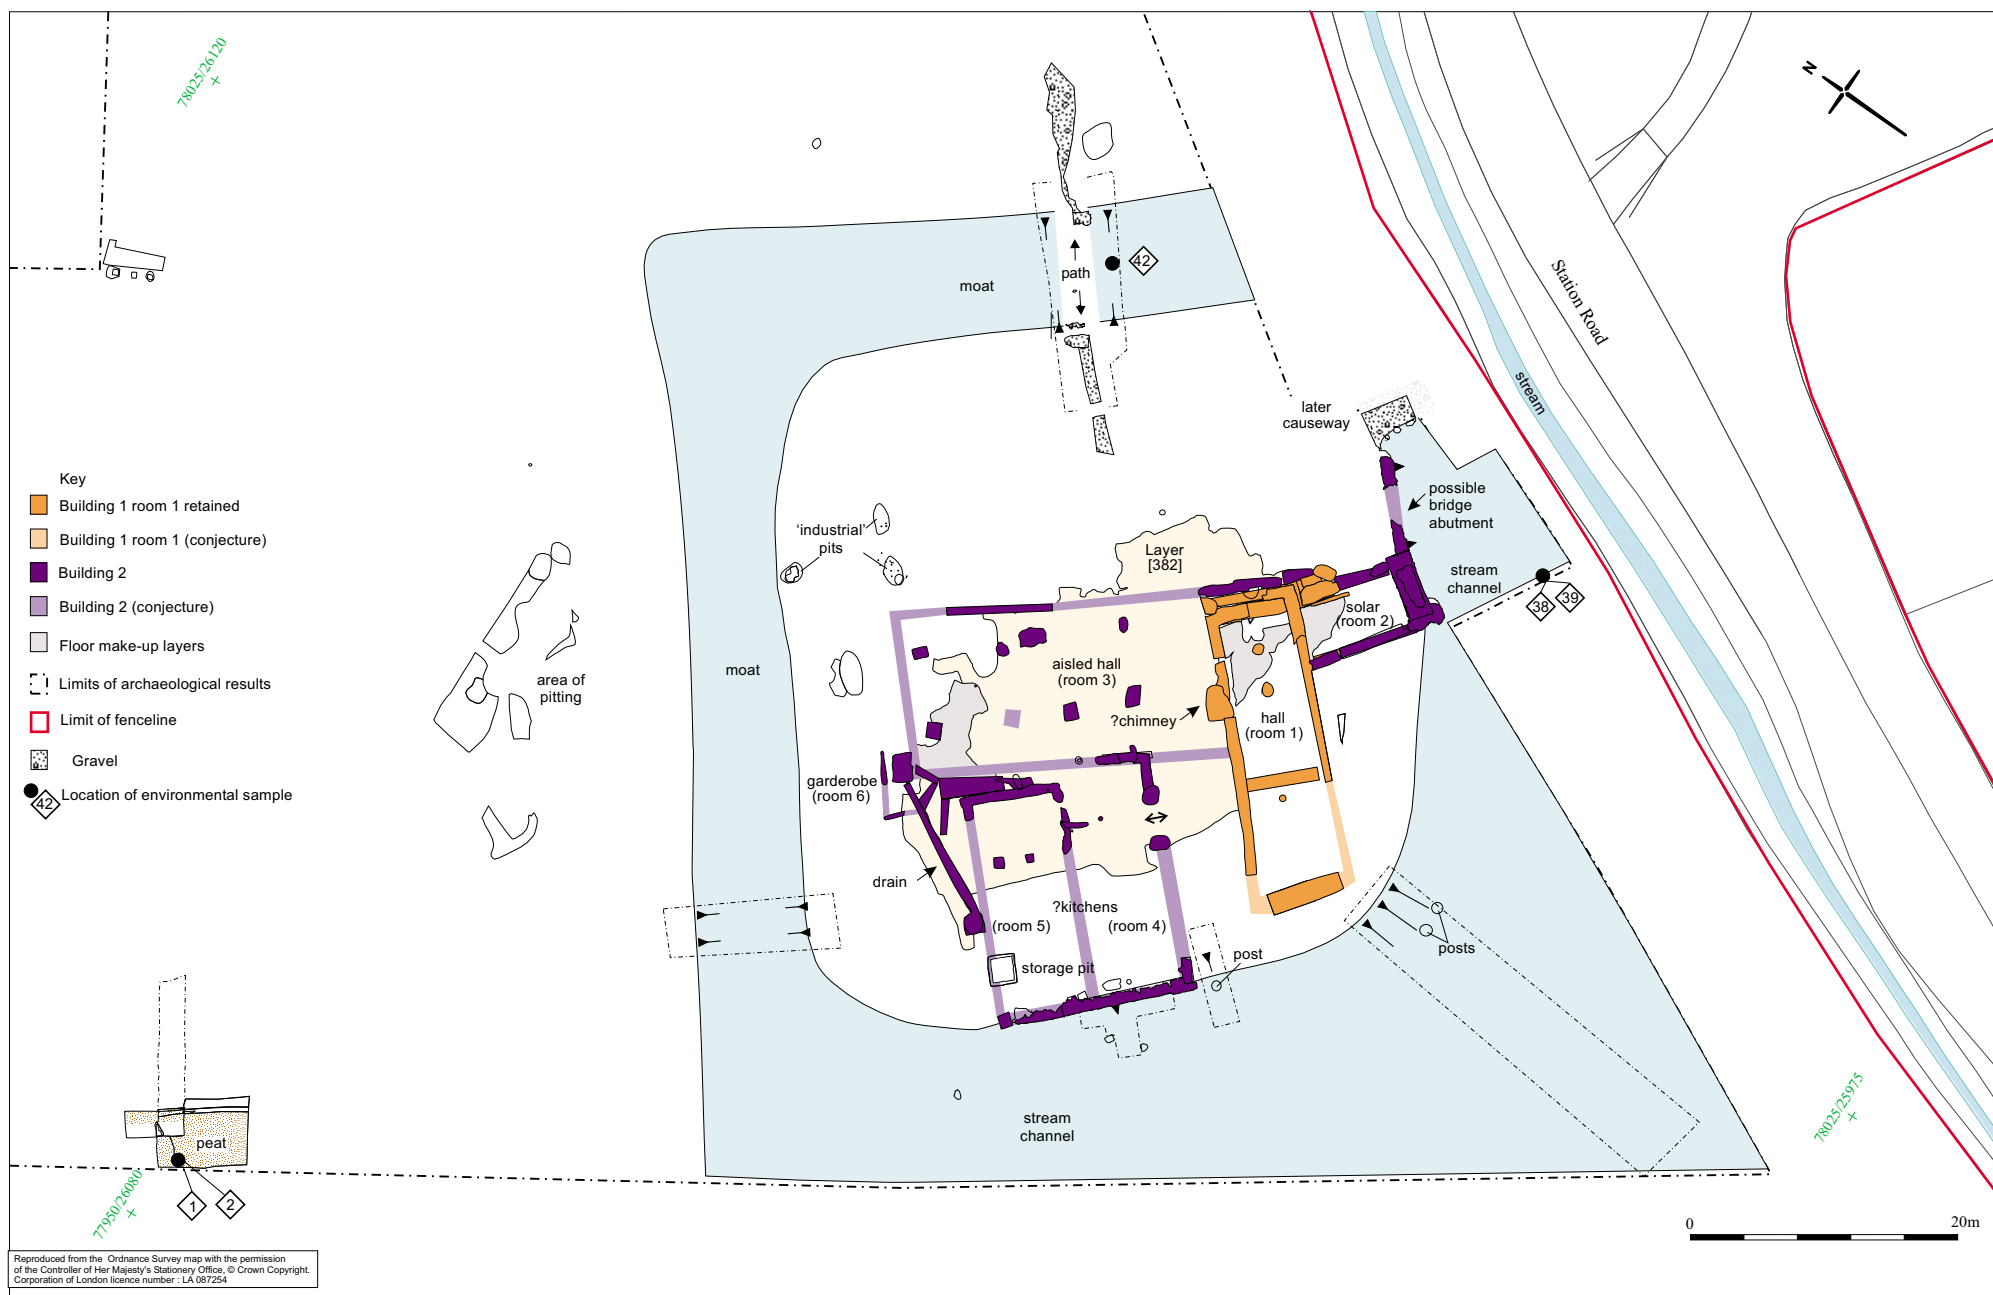 78025/26120
N
42
path
moat
Station Road
stream
later
causeway
possible
bridge
abutment
Key
Building 1 room 1 retained
Building 1 room 1 (conjecture)
Building 2
Building 2 (conjecture)
Floor make-up layers
Limits of archaeological results
Limit of fenceline
Gravel
42
Location of environmental sample
'industrial'
pits
Layer
[382]
stream
channel
38
39
solar
(room 2)
area of
pitting
moat
aisled hall
(room 3)
?chimney
hall
(room 1)
garderobe
(room 6)
drain
?kitchens
(room 5)
(room 4)
storage pit
post
posts
stream
channel
78025/25975
peat
1
2
77950/26080
0
20m
Reproduced from the Ordnance Survey map with the permission
of the Controller of Her Majesty's Stationery Office, © Crown Copyright.
Corporation of London licence number : LA 087254